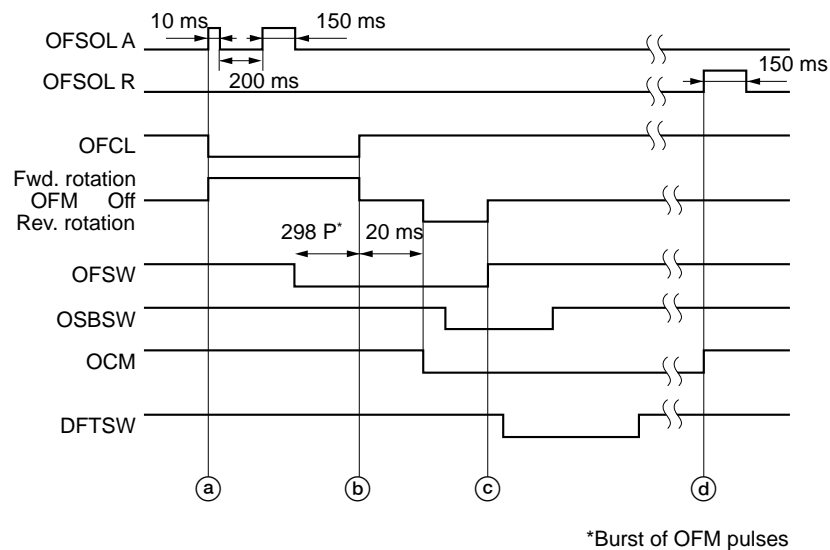 10 ms
150 ms
OFSOL A
200 ms
OFSOL R
150 ms
OFCL
Fwd. rotation
OFM Off
Rev. rotation
298 P*
20 ms
OFSW
OSBSW
OCM
DFTSW
a b c d
*Burst of OFM pulses